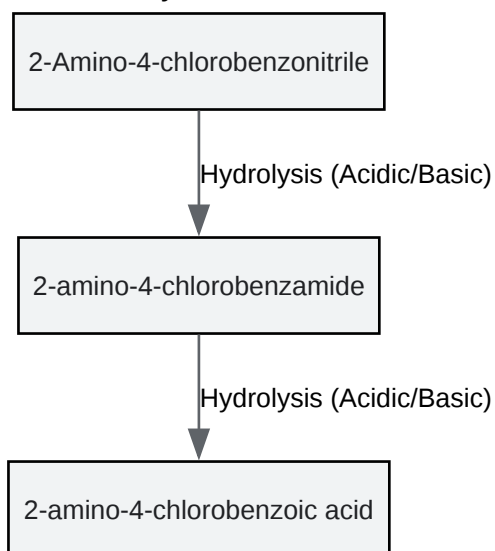 2-Amino-4-chlorobenzonitrile
Hydrolysis (Acidic/Basic)
2-amino-4-chlorobenzamide
Hydrolysis (Acidic/Basic)
2-amino-4-chlorobenzoic acid